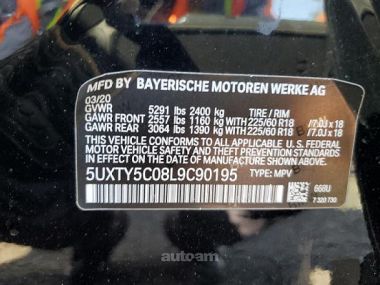 MFD BY BAYERISCHE MOTOREN WERKE AG
03/20
GVWR 5291 lbs 2400 kg TIRE / RIM
GAWR FRONT 2557 lbs 1160 kg WITH 225/60 R18 /7.0J x 18
GAWR REAR 3064 lbs 1390 kg WITH 225/60 R18 /7.0J x 18
THIS VEHICLE CONFORMS TO ALL APPLICABLE U.S. FEDERAL
MOTOR VEHICLE SAFETY, BUMPER, AND THEFT PREVENTION
STANDARDS IN EFFECT ON THE DATE OF MANUFACTURE SHOWN ABOVE.
5UXTY5C08L9C90195 TYPE: MPV
668U
7 320 730
autoam